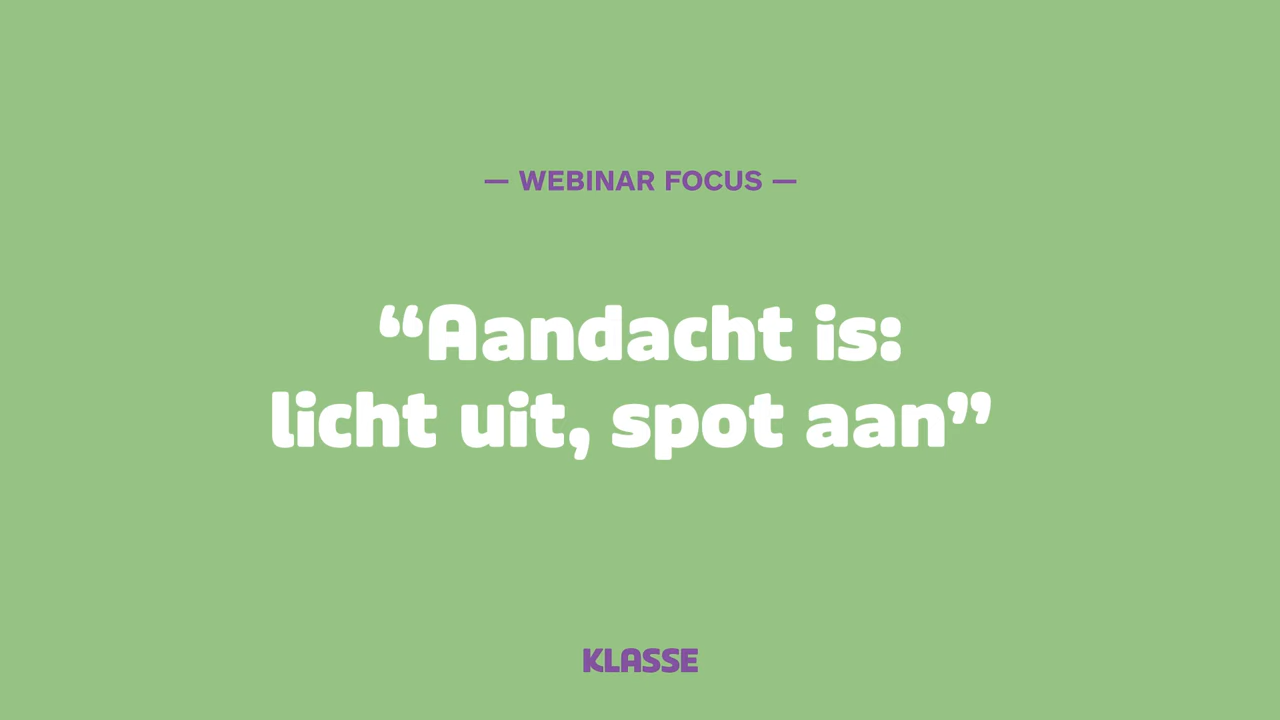 — WEBINAR FOCUS —
“Aandacht is:
licht uit, spot aan”
KLASSE